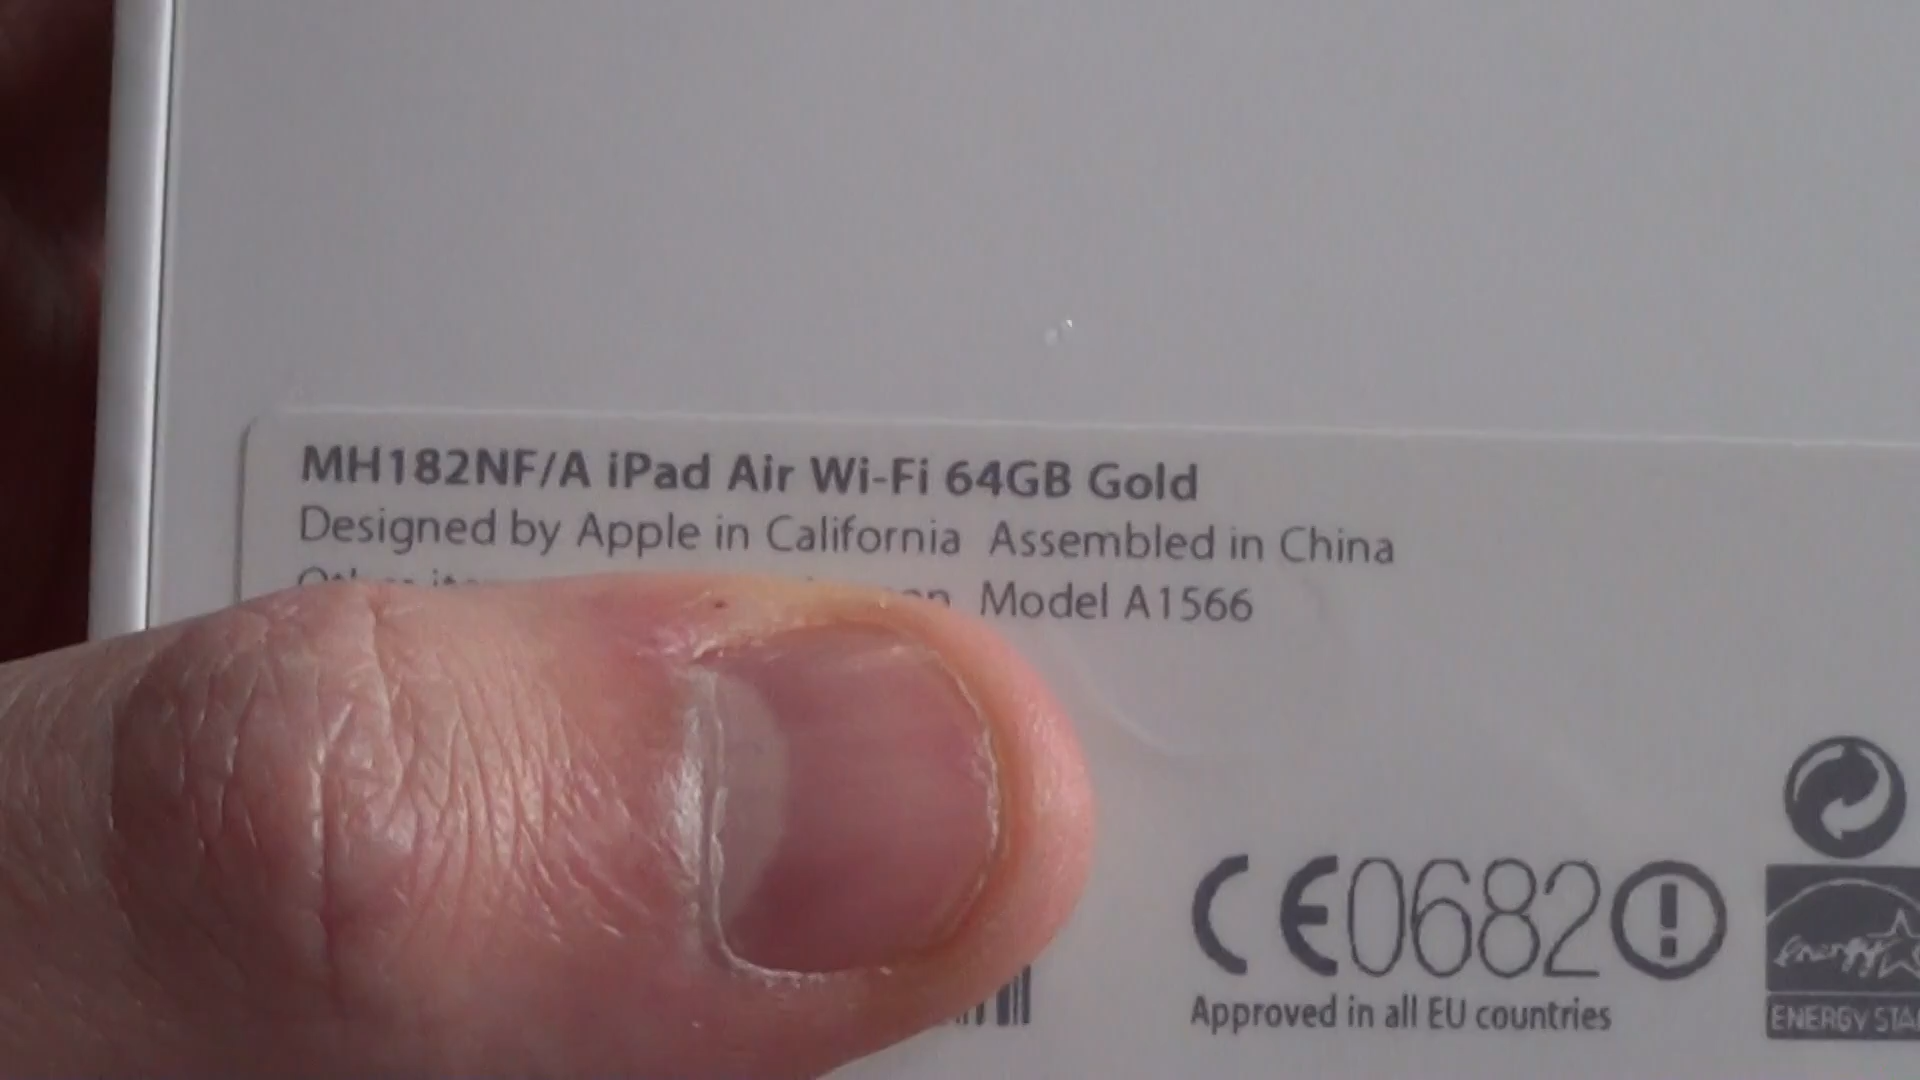 MH182NF/A iPad Air Wi-Fi 64GB Gold
Designed by Apple in California Assembled in China
Model A1566
CE0682
Approved in all EU countries
energy
ENERGY STA